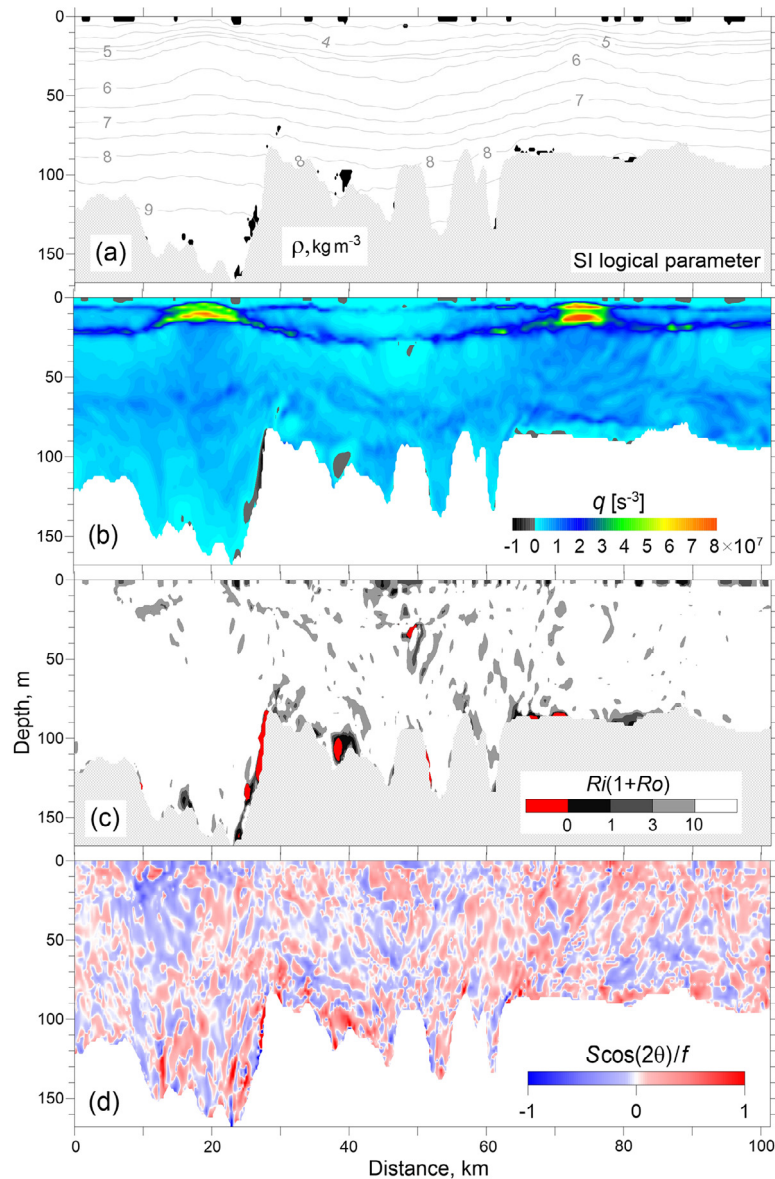 0
50
100
150
4
5
5
6
6
7
7
8
8
8
8
9
(a)
ρ, kg m⁻³
SI logical parameter
0
50
100
150
(b)
q [s⁻³]
-1 0 1 2 3 4 5 6 7 8 ×10⁷
0
50
100
150
Depth, m
(c)
Ri(1+Ro)
0 1 3 10
0
50
100
150
(d)
Scos(2θ)/f
-1 0 1
0 20 40 60 80 100
Distance, km